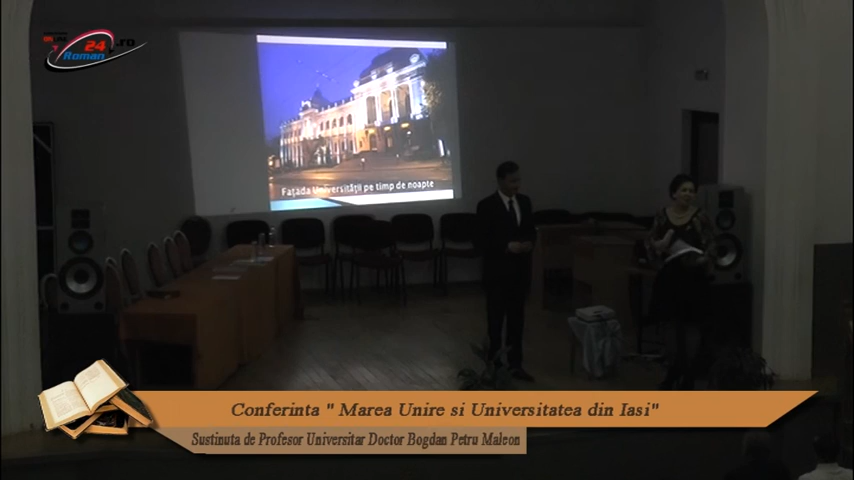 24.ro
Roman
Fațada Universității pe timp de noapte
Conferinta " Marea Unire si Universitatea din Iasi"
Sustinuta de Profesor Universitar Doctor Bogdan Petru Maleon